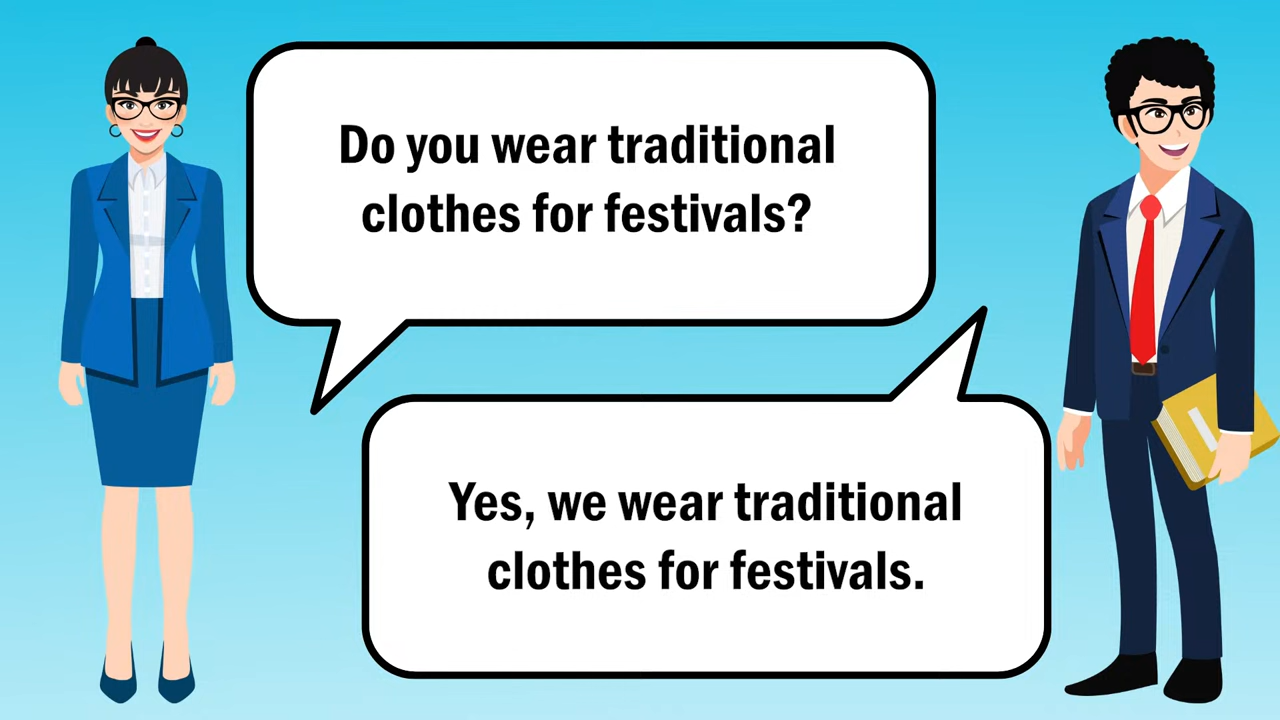 Do you wear traditional
clothes for festivals?
Yes, we wear traditional
clothes for festivals.